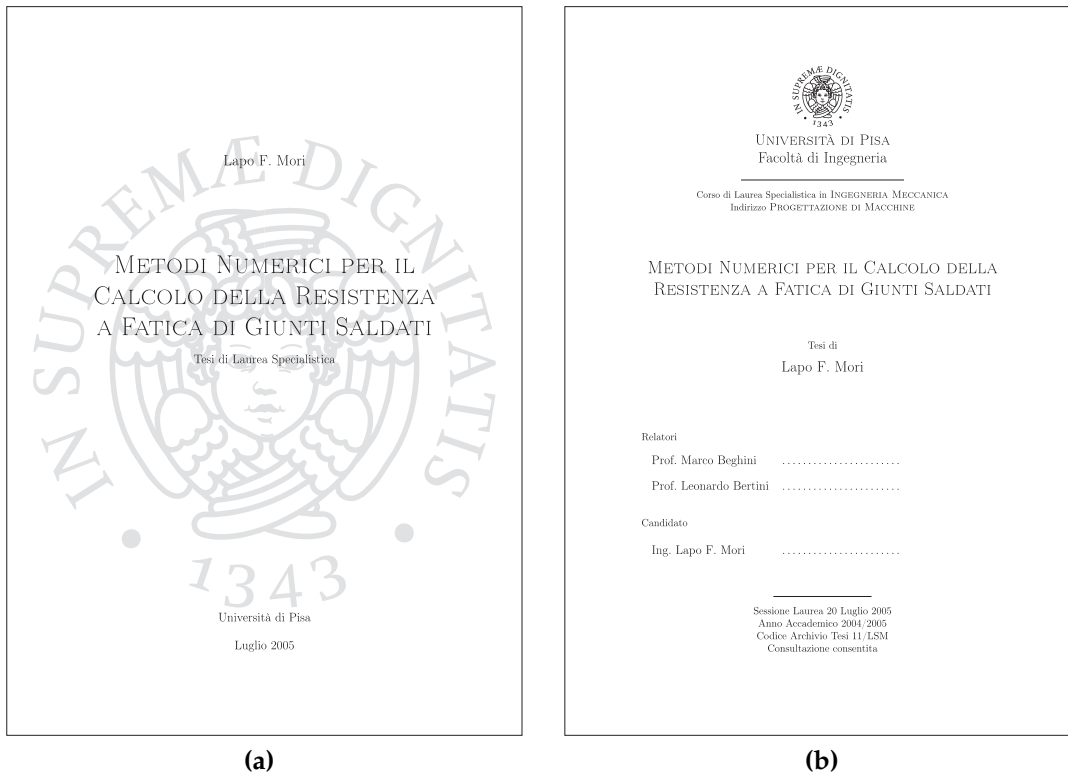 Lapo F. Mori
IN SUPREMÆ DIGNITATIS
Metodi Numerici per il
Calcolo della Resistenza
a Fatica di Giunti Saldati
Tesi di Laurea Specialistica
1343
Università di Pisa
Luglio 2005
(a)
IN SUPREMÆ DIGNITATIS
1343
Università di Pisa
Facoltà di Ingegneria
Corso di Laurea Specialistica in Ingegneria Meccanica
Indirizzo Progettazione di Macchine
Metodi Numerici per il Calcolo della
Resistenza a Fatica di Giunti Saldati
Tesi di
Lapo F. Mori
Relatori
Prof. Marco Beghini .......................
Prof. Leonardo Bertini .......................
Candidato
Ing. Lapo F. Mori .......................
Sessione Laurea 20 Luglio 2005
Anno Accademico 2004/2005
Codice Archivio Tesi 11/LSM
Consultazione consentita
(b)